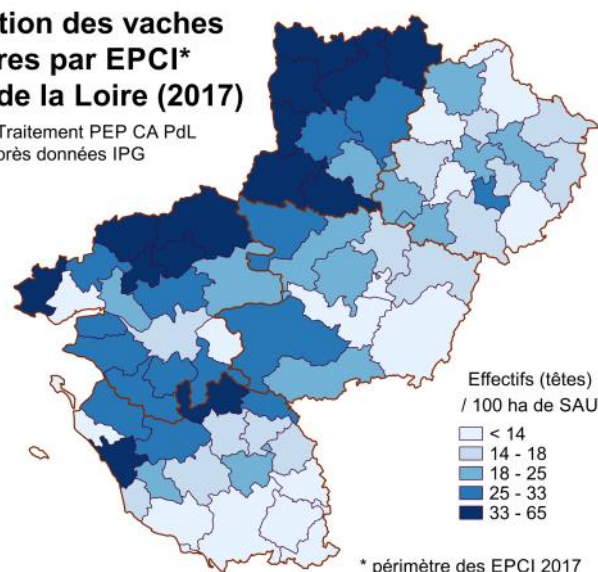 tion des vaches
res par EPCI*
de la Loire (2017)
Traitement PEP CA PdL
près données IPG
Effectifs (têtes)
/ 100 ha de SAU
< 14
14 - 18
18 - 25
25 - 33
33 - 65
* périmètre des EPCI 2017